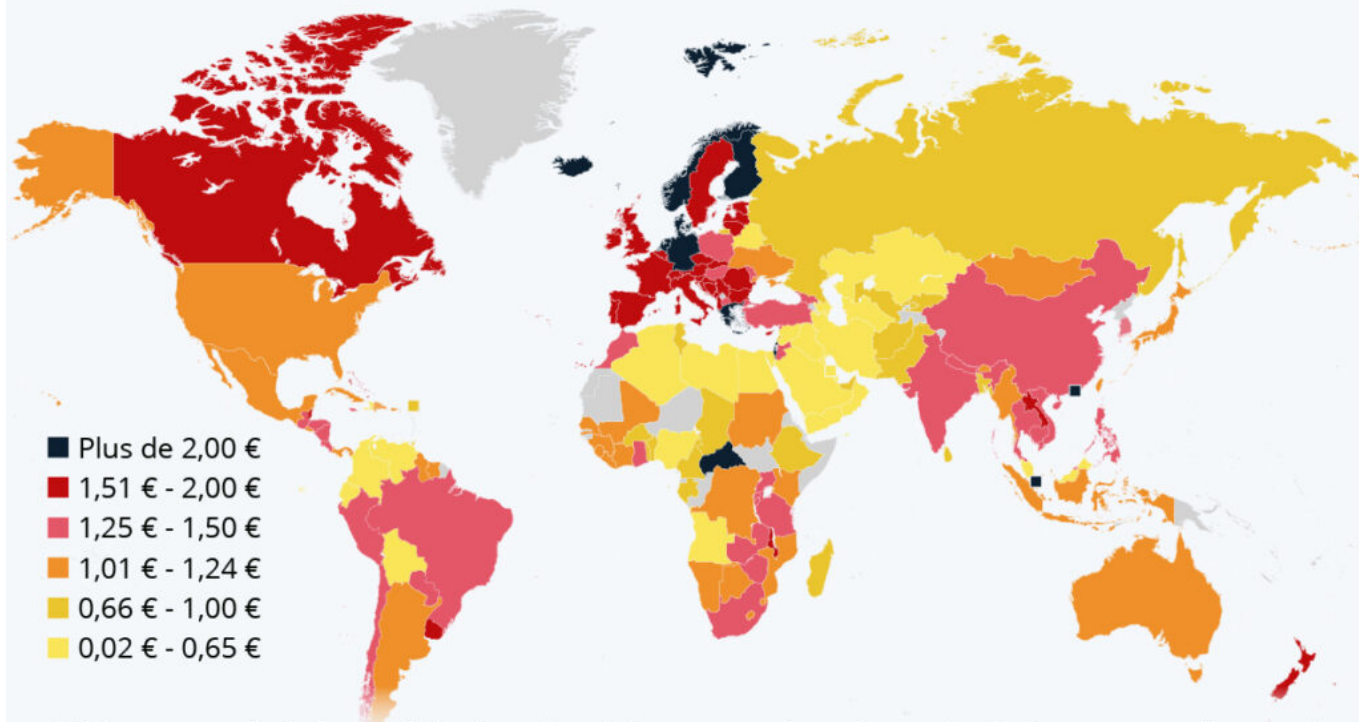 Plus de 2,00 €
1,51 € - 2,00 €
1,25 € - 1,50 €
1,01 € - 1,24 €
0,66 € - 1,00 €
0,02 € - 0,65 €